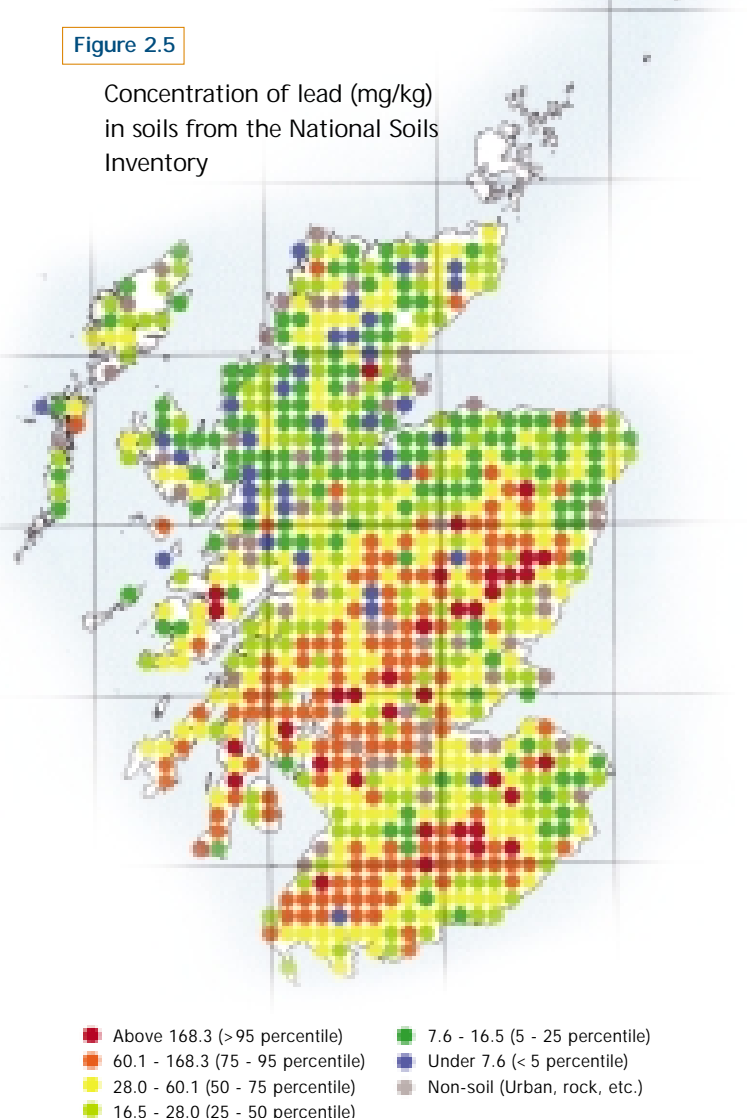 Figure 2.5
Concentration of lead (mg/kg)
in soils from the National Soils
Inventory
Above 168.3 (>95 percentile)
60.1 - 168.3 (75 - 95 percentile)
28.0 - 60.1 (50 - 75 percentile)
16.5 - 28.0 (25 - 50 percentile)
7.6 - 16.5 (5 - 25 percentile)
Under 7.6 (< 5 percentile)
Non-soil (Urban, rock, etc.)